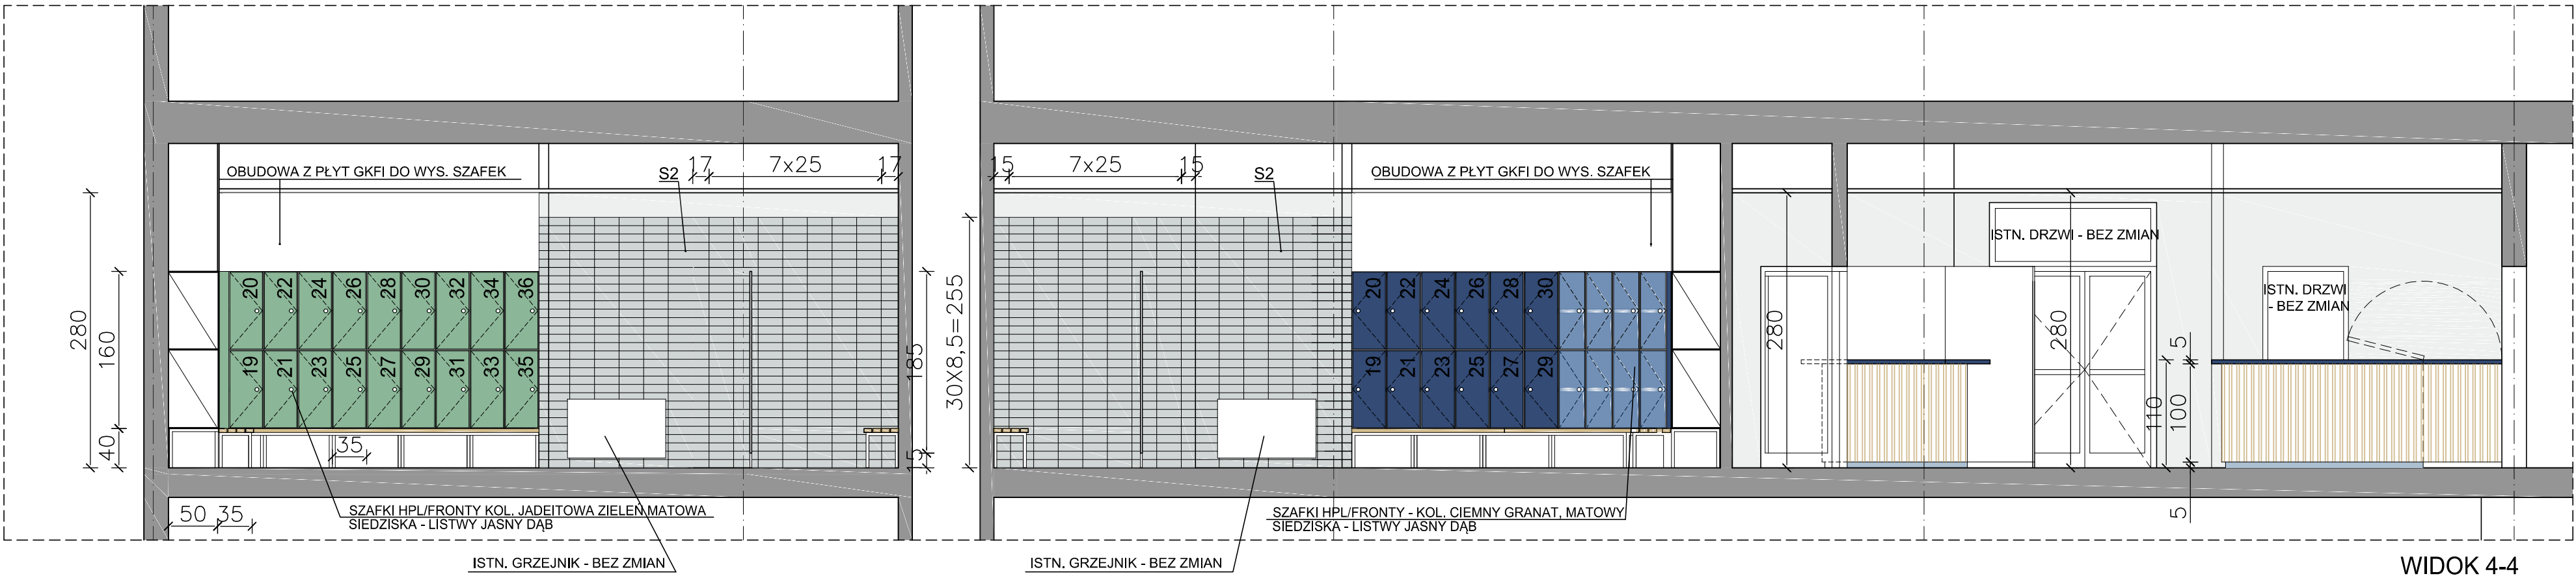 OBUDOWA Z PŁYT GKFI DO WYS. SZAFEK
S2
17
7x25
17
15
7x25
15
S2
OBUDOWA Z PŁYT GKFI DO WYS. SZAFEK
ISTN. DRZWI - BEZ ZMIAN
ISTN. DRZWI
- BEZ ZMIAN
280
160
40
20 22 24 26 28 30 32 34 36
19 21 23 25 27 29 31 33 35
35
185
15
30X8,5=255
20 22 24 26 28 30
19 21 23 25 27 29
280
280
110
5
100
5
50 35
SZAFKI HPL/FRONTY KOL. JADEITOWA ZIELEŃ MATOWA
SIEDZISKA - LISTWY JASNY DĄB
SZAFKI HPL/FRONTY - KOL. CIEMNY GRANAT, MATOWY
SIEDZISKA - LISTWY JASNY DĄB
ISTN. GRZEJNIK - BEZ ZMIAN
ISTN. GRZEJNIK - BEZ ZMIAN
WIDOK 4-4